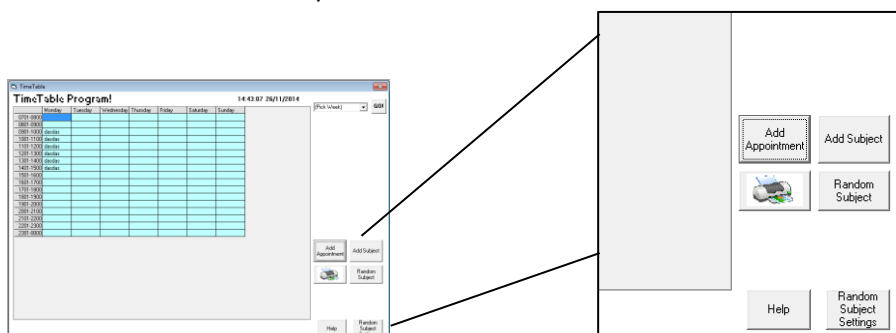 TimeTable
TimeTable Program!
14:43:07 26/11/2014
(Pick Week)
GO!
Monday Tuesday Wednesday Thursday Friday Saturday Sunday
0701-0800
0801-0900
0901-1000 dasdas
1001-1100 dasdas
1101-1200 dasdas
1201-1300 dasdas
1301-1400 dasdas
1401-1500 dasdas
1501-1600
1601-1700
1701-1800
1801-1900
1901-2000
2001-2100
2101-2200
2201-2300
2301-0000
Add
Appointment
Add Subject
Random
Subject
Help
Random
Subject
Add
Appointment
Add Subject
Random
Subject
Help
Random
Subject
Settings